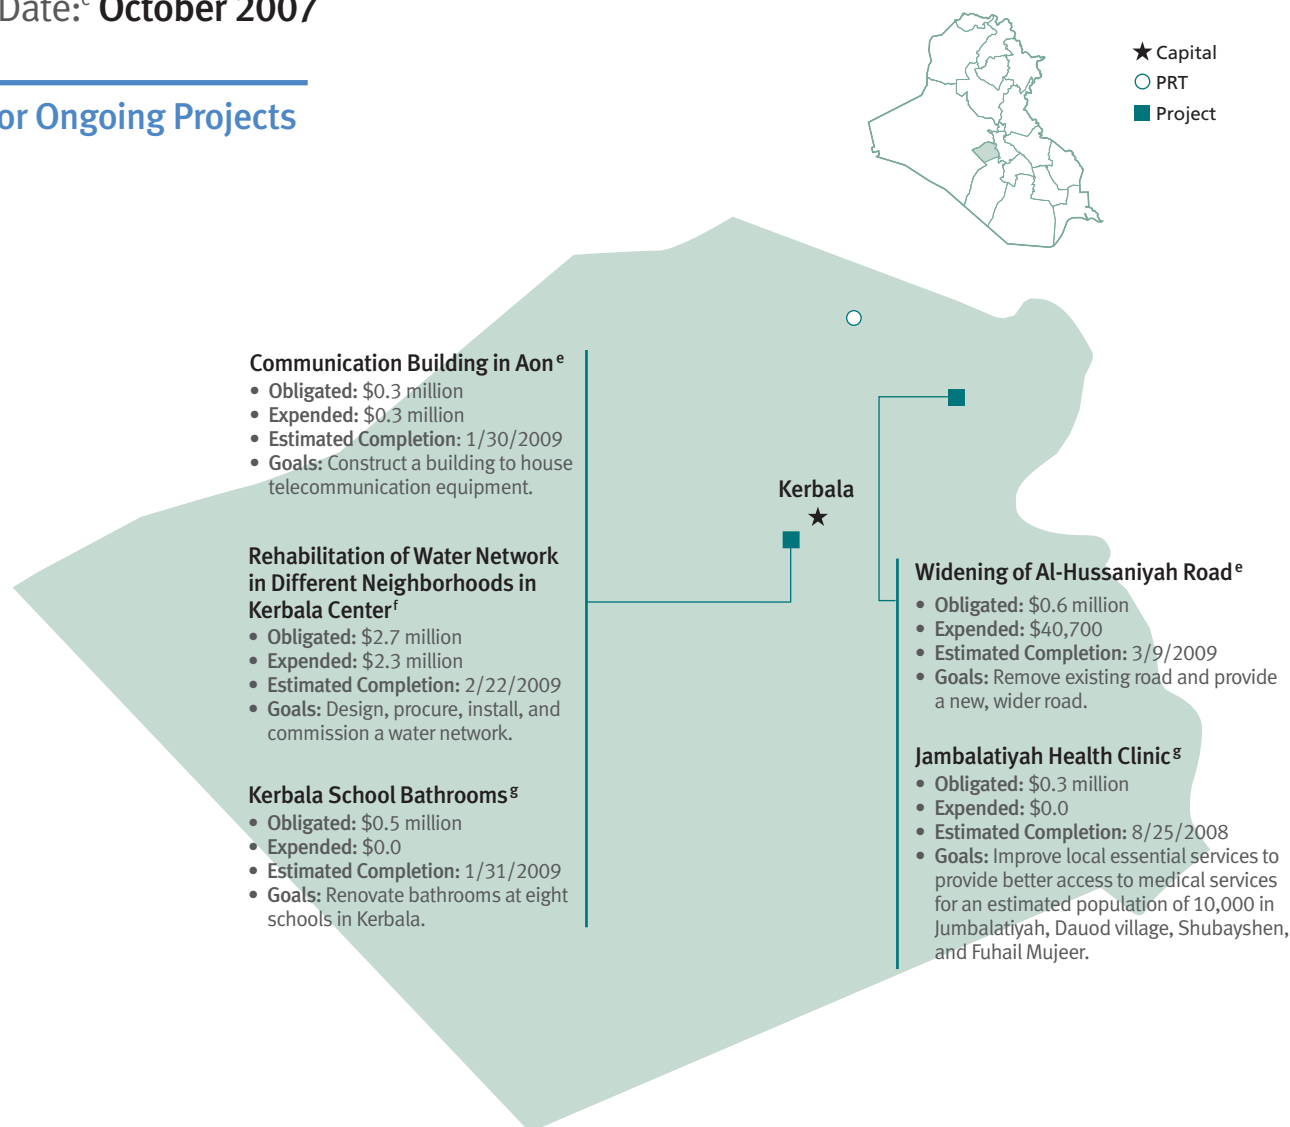 Date:c October 2007
or Ongoing Projects
★ Capital
PRT
Project
Communication Building in Aon e
• Obligated: $0.3 million
• Expended: $0.3 million
• Estimated Completion: 1/30/2009
• Goals: Construct a building to house
telecommunication equipment.
Rehabilitation of Water Network
in Different Neighborhoods in
Kerbala Center f
• Obligated: $2.7 million
• Expended: $2.3 million
• Estimated Completion: 2/22/2009
• Goals: Design, procure, install, and
commission a water network.
Kerbala School Bathrooms g
• Obligated: $0.5 million
• Expended: $0.0
• Estimated Completion: 1/31/2009
• Goals: Renovate bathrooms at eight
schools in Kerbala.
Kerbala
Widening of Al-Hussaniyah Road e
• Obligated: $0.6 million
• Expended: $40,700
• Estimated Completion: 3/9/2009
• Goals: Remove existing road and provide
a new, wider road.
Jambalatiyah Health Clinic g
• Obligated: $0.3 million
• Expended: $0.0
• Estimated Completion: 8/25/2008
• Goals: Improve local essential services to
provide better access to medical services
for an estimated population of 10,000 in
Jumbalatiyah, Dauod village, Shubayshen,
and Fuhail Mujeer.